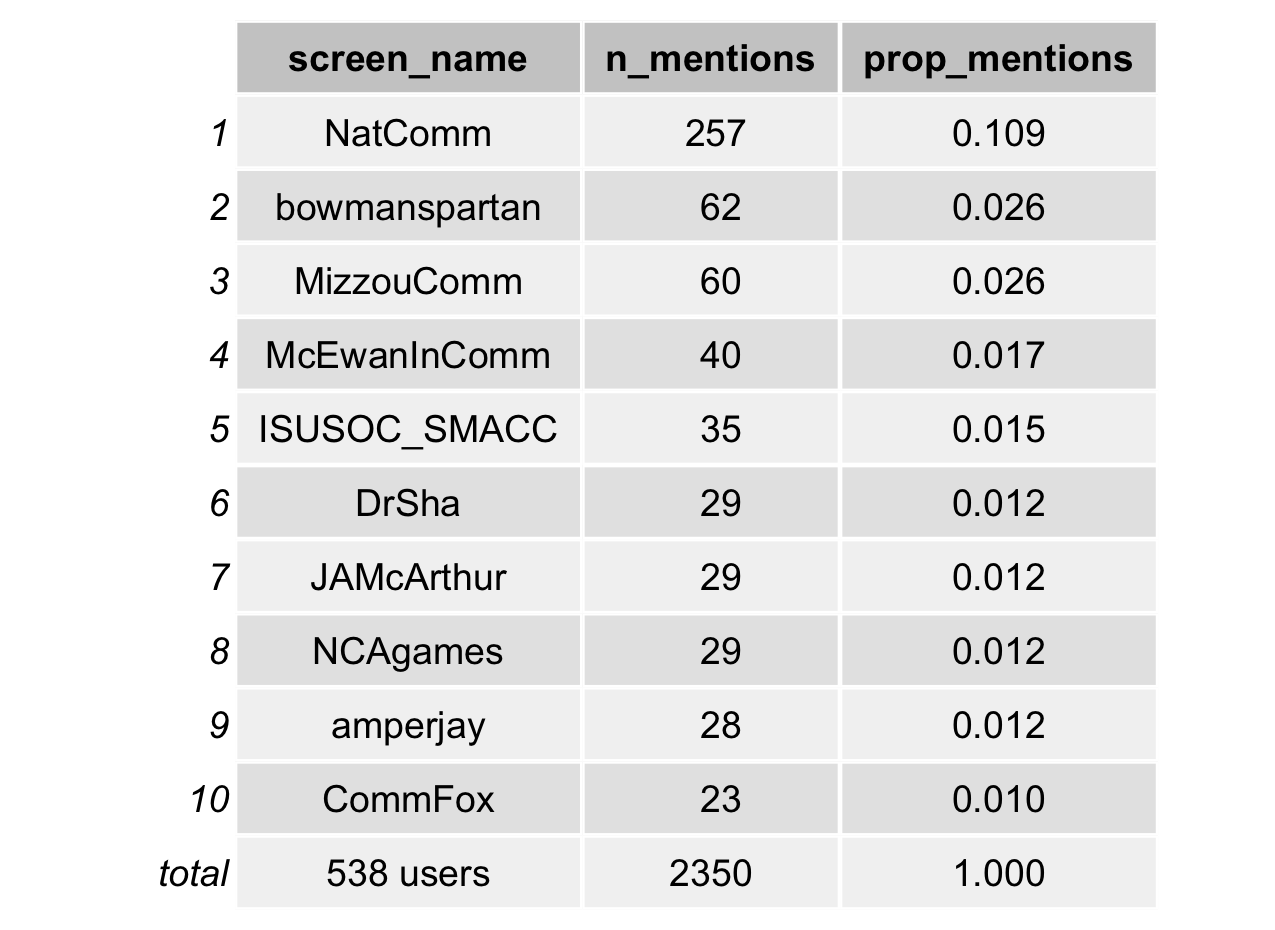 screen_name n_mentions prop_mentions
1 NatComm 257 0.109
2 bowmanspartan 62 0.026
3 MizzouComm 60 0.026
4 McEwanInComm 40 0.017
5 ISUSOC_SMACC 35 0.015
6 DrSha 29 0.012
7 JAMcArthur 29 0.012
8 NCAgames 29 0.012
9 amperjay 28 0.012
10 CommFox 23 0.010
total 538 users 2350 1.000